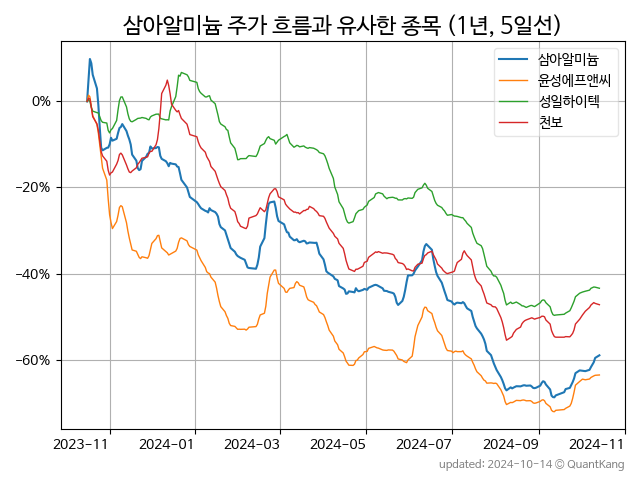 삼아알미늄 주가 흐름과 유사한 종목 (1년, 5일선)
삼아알미늄
윤성에프앤씨
성일하이텍
천보
0%
−20%
−40%
−60%
2023-11 2024-01 2024-03 2024-05 2024-07 2024-09 2024-11
updated: 2024-10-14 © QuantKang